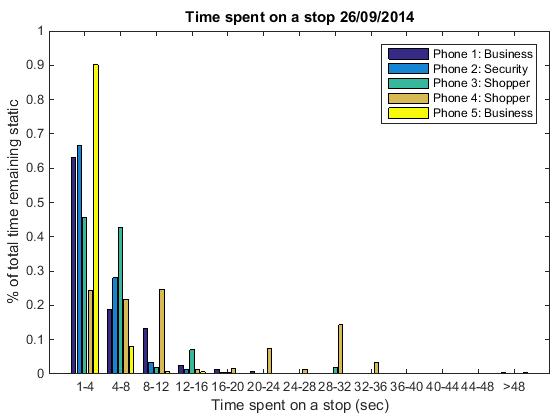 Time spent on a stop 26/09/2014
Phone 1: Business
Phone 2: Security
Phone 3: Shopper
Phone 4: Shopper
Phone 5: Business
% of total time remaining static
1
0.9
0.8
0.7
0.6
0.5
0.4
0.3
0.2
0.1
0
1-4 4-8 8-12 12-16 16-20 20-24 24-28 28-32 32-36 36-40 40-44 44-48 >48
Time spent on a stop (sec)